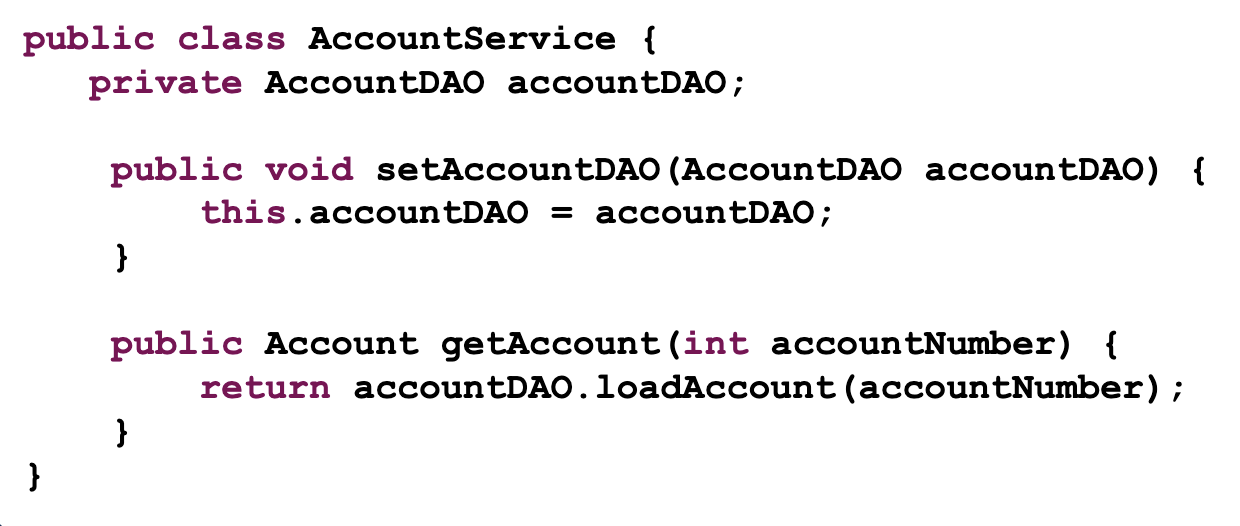 public class AccountService {
private AccountDAO accountDAO;
public void setAccountDAO(AccountDAO accountDAO) {
this.accountDAO = accountDAO;
}
public Account getAccount(int accountNumber) {
return accountDAO.loadAccount(accountNumber);
}
}